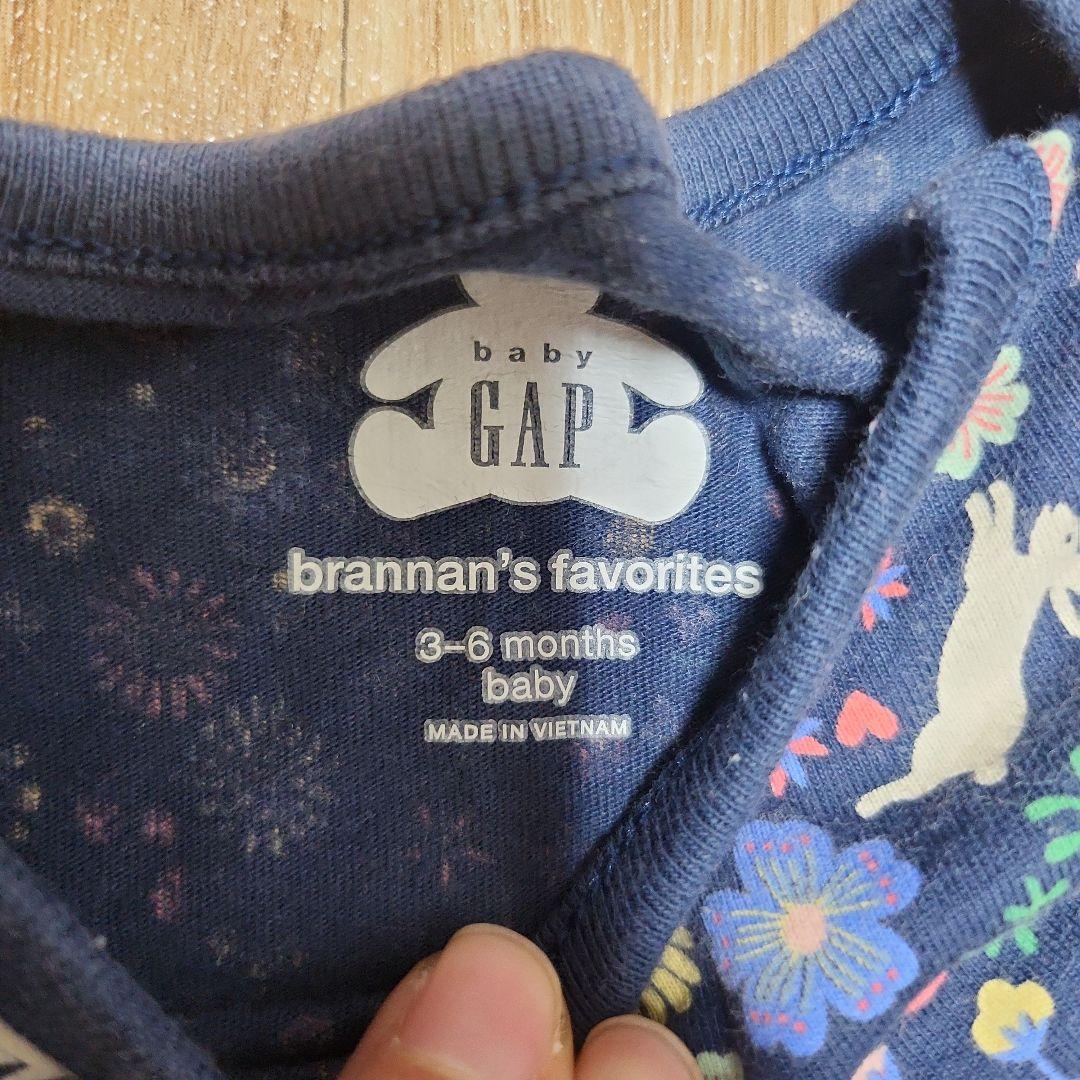 baby
GAP
brannan's favorites
3–6 months
baby
MADE IN VIETNAM